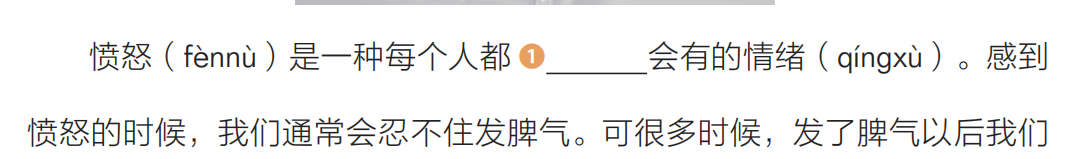 愤怒（fènnù）是一种每个人都❶______会有的情绪（qíngxù）。感到
愤怒的时候，我们通常会忍不住发脾气。可很多时候，发了脾气以后我们